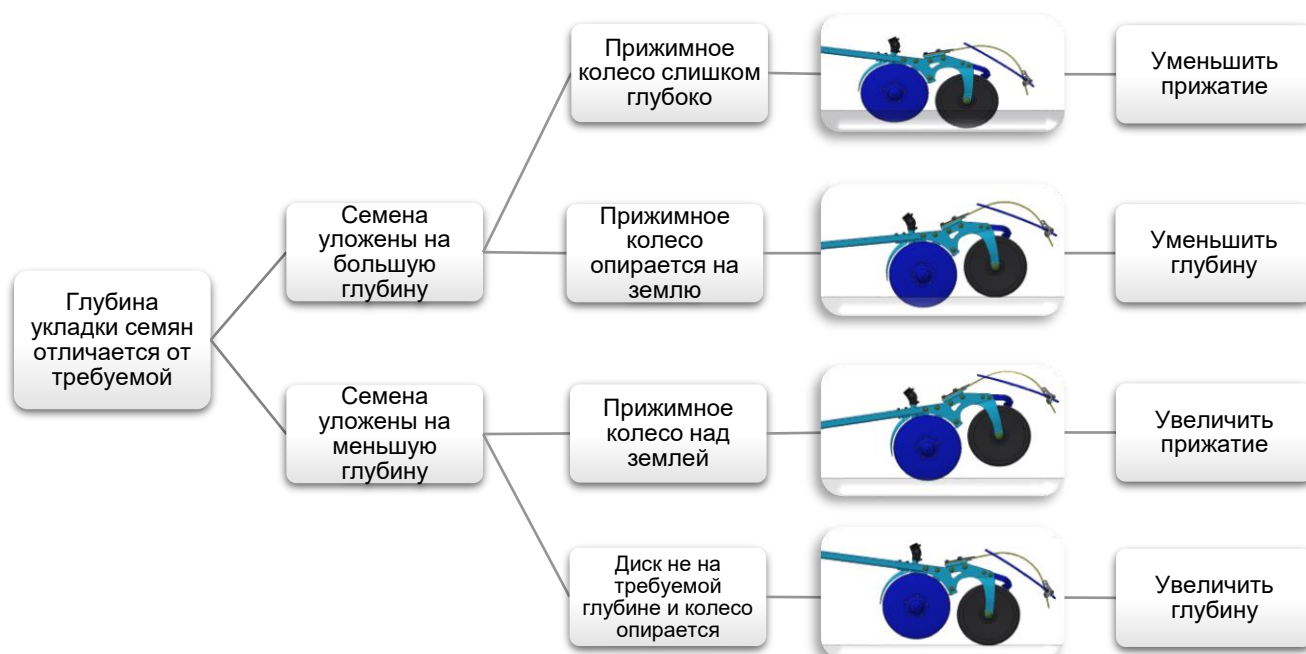 Глубина
укладки семян
отличается от
требуемой
Семена
уложены на
большую
глубину
Прижимное
колесо слишком
глубоко
Уменьшить
прижатие
Прижимное
колесо
опирается на
землю
Уменьшить
глубину
Семена
уложены на
меньшую
глубину
Прижимное
колесо над
землей
Увеличить
прижатие
Диск не на
требуемой
глубине и колесо
опирается
Увеличить
глубину